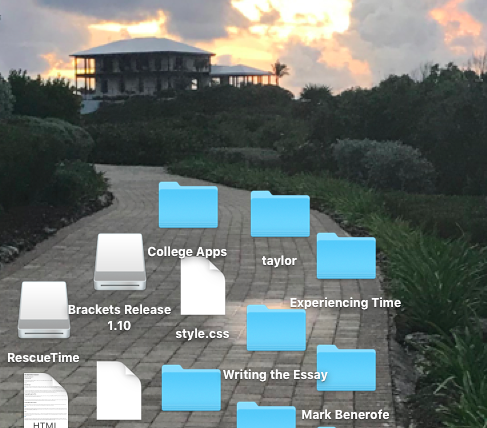 College Apps
taylor
Brackets Release
1.10
Experiencing Time
style.css
RescueTime
Writing the Essay
Mark Benerofe
HTML